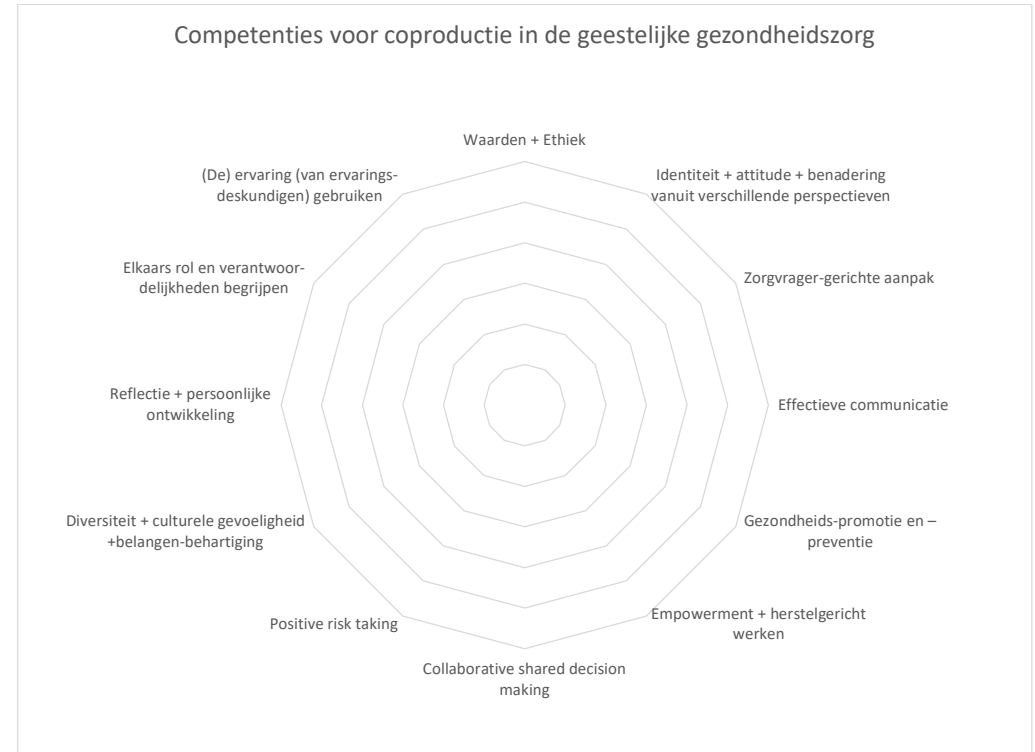 Competenties voor coproductie in de geestelijke gezondheidszorg
Waarden + Ethiek
Identiteit + attitude + benadering
vanuit verschillende perspectieven
Zorgvrager-gerichte aanpak
Effectieve communicatie
Gezondheids-promotie en –
preventie
Empowerment + herstelgericht
werken
Collaborative shared decision
making
Positive risk taking
Diversiteit + culturele gevoeligheid
+belangen-behartiging
Reflectie + persoonlijke
ontwikkeling
Elkaars rol en verantwoor-
delijkheden begrijpen
(De) ervaring (van ervarings-
deskundigen) gebruiken